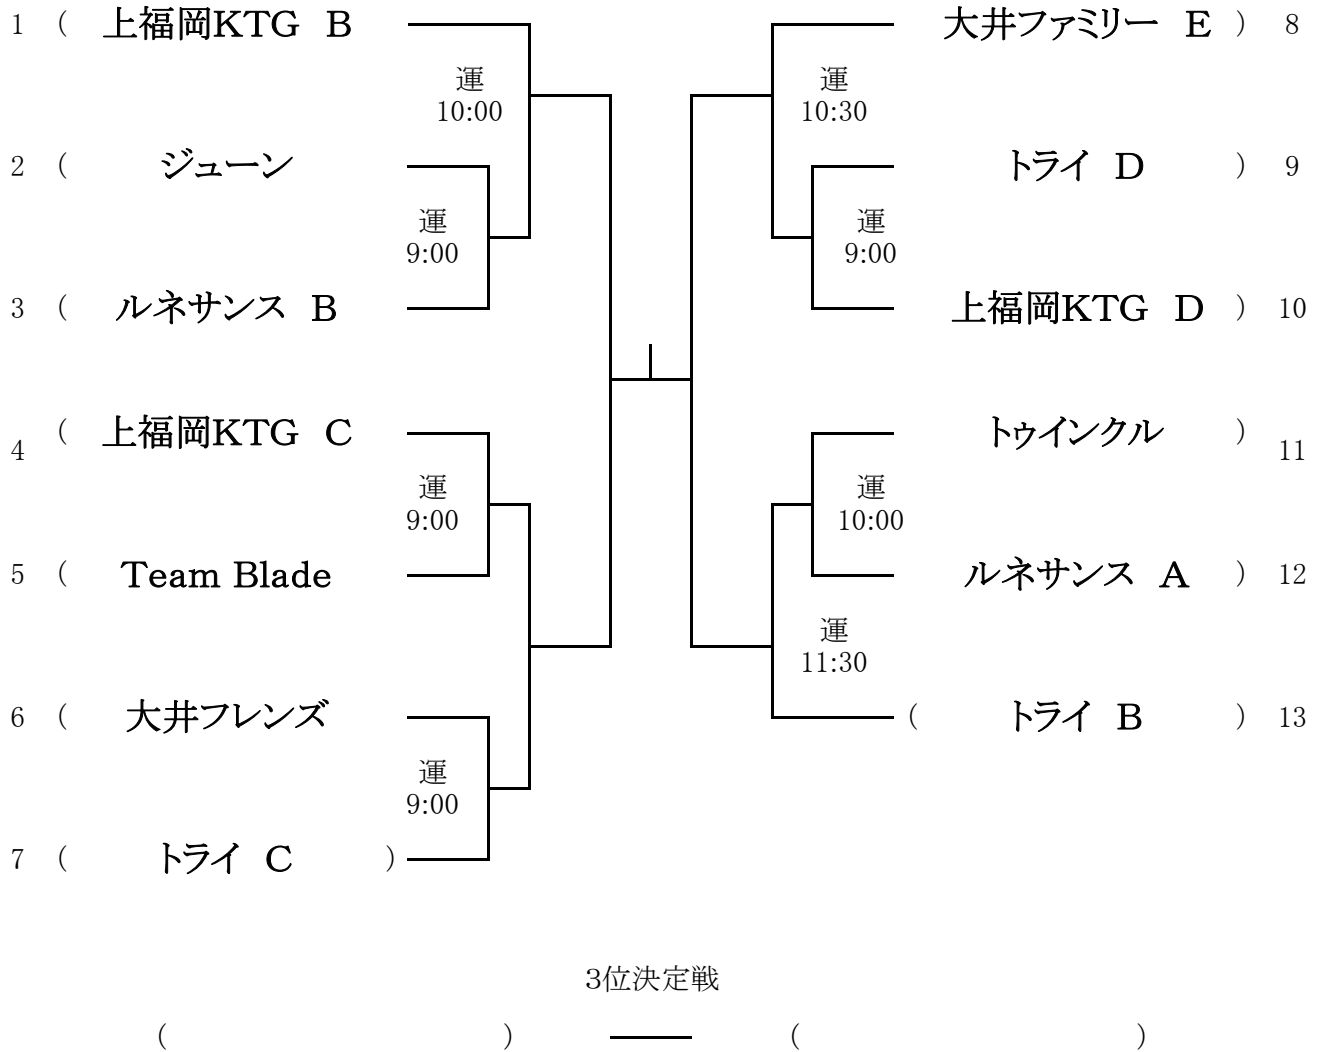 1 （ 上福岡KTG B
大井ファミリー E ） 8
運
10:00
運
10:30
2 （ ジューン
トライ D ） 9
運
9:00
運
9:00
3 （ ルネサンス B
上福岡KTG D ） 10
4 （ 上福岡KTG C
トゥインクル ） 11
運
9:00
運
10:00
5 （ Team Blade
ルネサンス A ） 12
運
11:30
6 （ 大井フレンズ
（ トライ B ） 13
運
9:00
7 （ トライ C ）
3位決定戦
（ ） （ ）